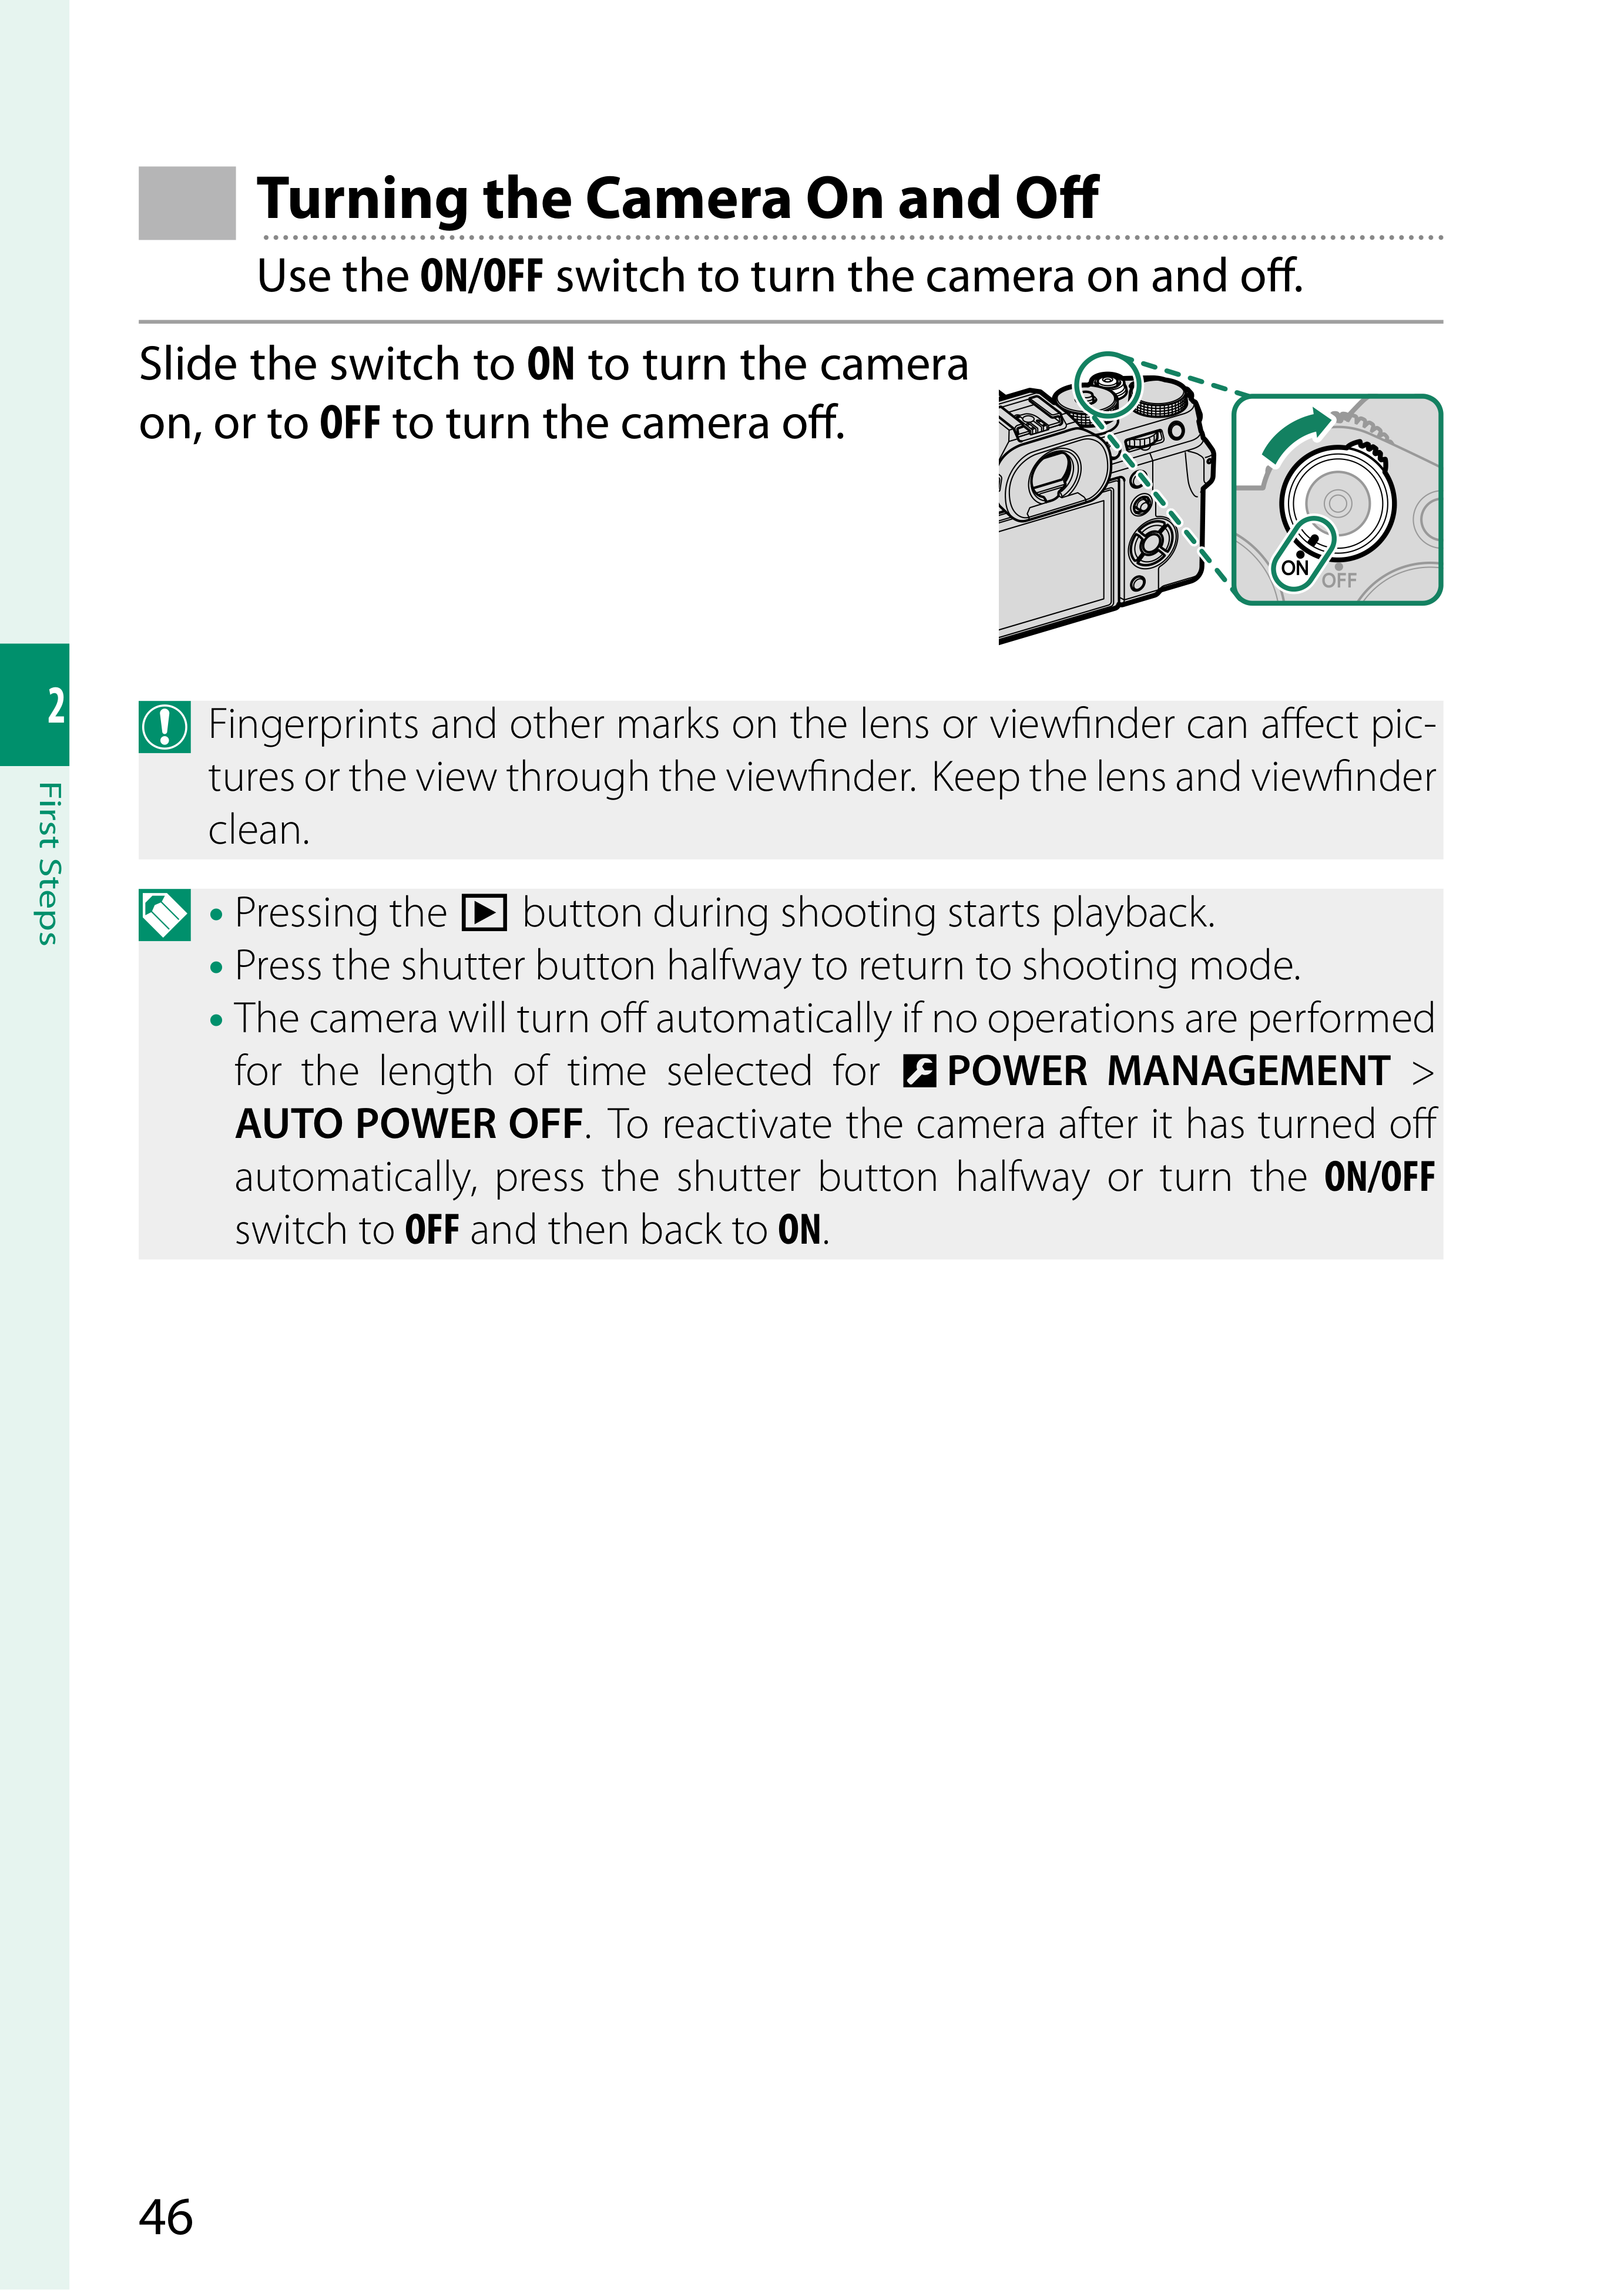 Turning the Camera On and Off
Use the ON/OFF switch to turn the camera on and off.
Slide the switch to ON to turn the camera
on, or to OFF to turn the camera off.
ON
OFF
2
First Steps
Fingerprints and other marks on the lens or viewfinder can affect pic-
tures or the view through the viewfinder. Keep the lens and viewfinder
clean.
• Pressing the button during shooting starts playback.
• Press the shutter button halfway to return to shooting mode.
• The camera will turn off automatically if no operations are performed
for the length of time selected for POWER MANAGEMENT >
AUTO POWER OFF. To reactivate the camera after it has turned off
automatically, press the shutter button halfway or turn the ON/OFF
switch to OFF and then back to ON.
46